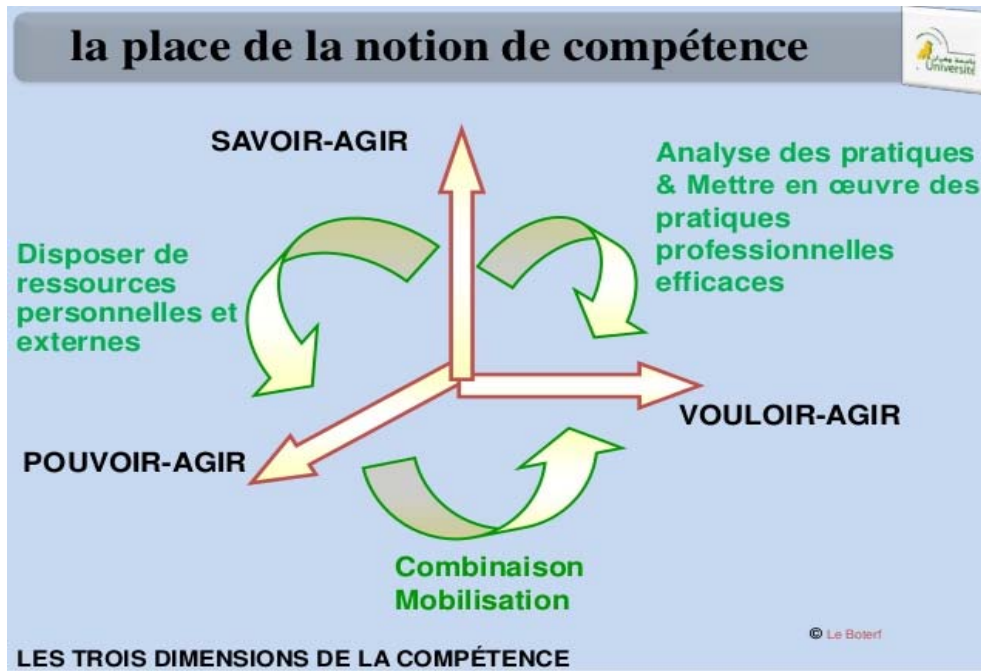 la place de la notion de compétence
Université
SAVOIR-AGIR
Analyse des pratiques
& Mettre en œuvre des
pratiques
professionnelles
efficaces
Disposer de
ressources
personnelles et
externes
VOULOIR-AGIR
POUVOIR-AGIR
Combinaison
Mobilisation
© Le Boterf
LES TROIS DIMENSIONS DE LA COMPÉTENCE